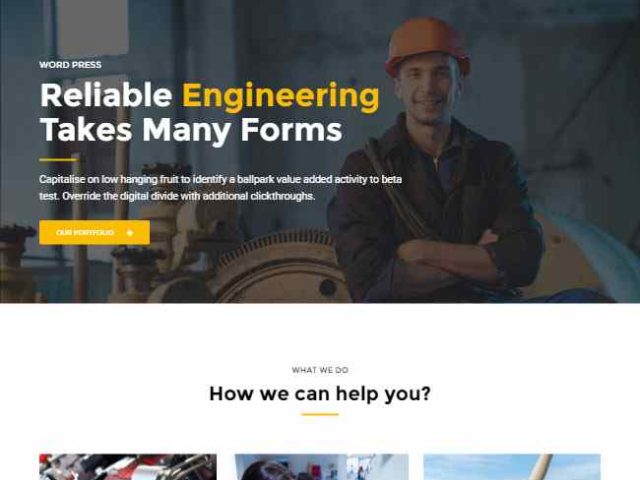 WORD PRESS
Reliable Engineering
Takes Many Forms
Capitalise on low hanging fruit to identify a ballpark value added activity to beta
test. Override the digital divide with additional clickthroughs.
OUR PORTFOLIO
WHAT WE DO
How we can help you?